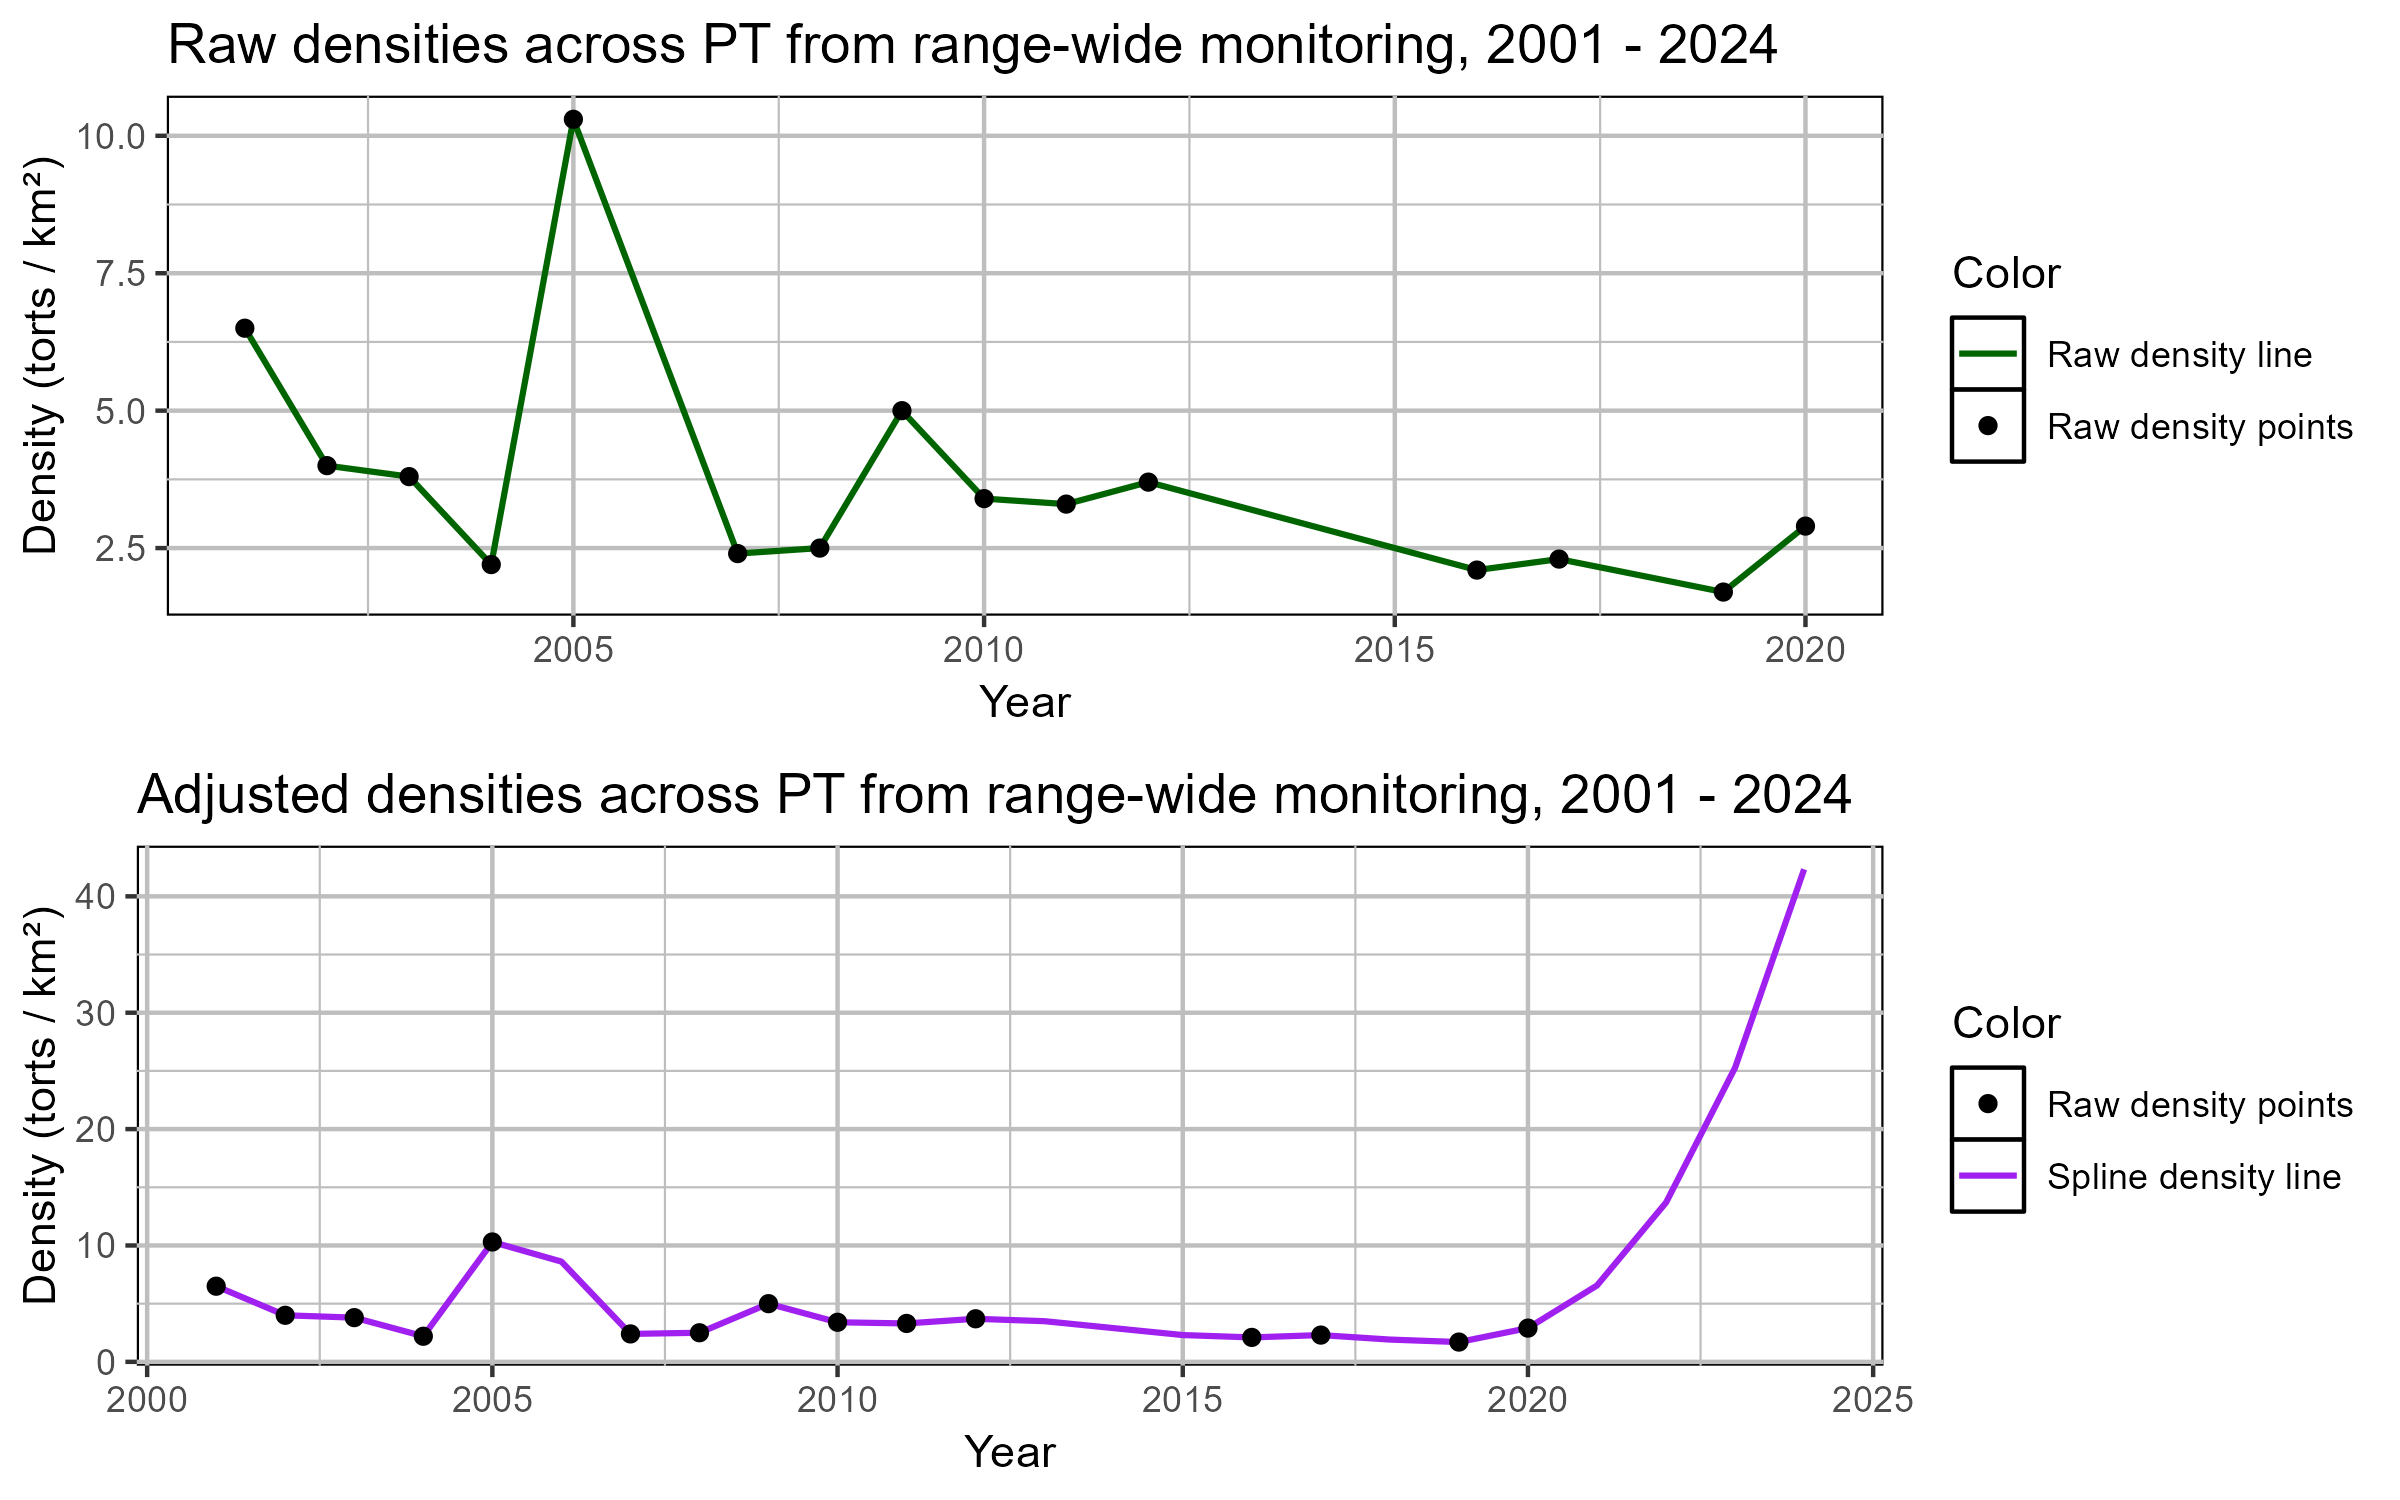 Raw densities across PT from range-wide monitoring, 2001 - 2024
Density (torts / km²)
10.0
7.5
5.0
2.5
2005
2010
2015
2020
Year
Color
Raw density line
Raw density points
Adjusted densities across PT from range-wide monitoring, 2001 - 2024
Density (torts / km²)
40
30
20
10
0
2000
2005
2010
2015
2020
2025
Year
Color
Raw density points
Spline density line